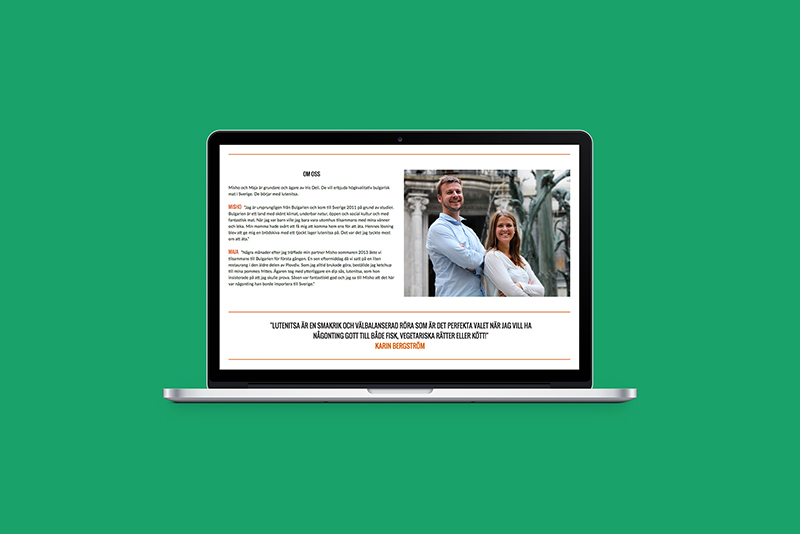 OM OSS
Misho och Maja är grundare och ägare av Iris Deli. De vill erbjuda högkvalitativ bulgarisk
mat i Sverige. De börjar med lutenitsa.
MISHO "Jag är ursprungligen från Bulgarien och kom till Sverige 2011 på grund av studier.
Bulgarien är ett land med skönt klimat, underbar natur, öppen och social kultur och med
fantastisk mat. När jag var barn ville jag bara vara utomhus tillsammans med mina vänner
och leka. Min mamma hade svårt att få mig att komma hem ens för att äta. Hennes lösning
blev att ge mig en brödskiva med ett tjockt lager lutenitsa på. Det var det jag tyckte mest
om att äta."
MAJA "Några månader efter jag träffade min partner Misho sommaren 2013 åkte vi
tillsammans till Bulgarien för första gången. En sen eftermiddag då vi satt på en liten
restaurang i den äldre delen av Plovdiv. Som jag alltid brukade göra, beställde jag ketchup
till mina pommes frites. Ägaren tog med ytterligare en dip sås, lutenitsa, som hon
insisterade på att jag skulle prova. Såsen var fantastiskt god och jag sa till Misho att det här
var någonting han borde importera till Sverige."
"LUTENITSA ÄR EN SMAKRIK OCH VÄLBALANSERAD RÖRA SOM ÄR DET PERFEKTA VALET NÄR JAG VILL HA
NÅGONTING GOTT TILL BÅDE FISK, VEGETARISKA RÄTTER ELLER KÖTT!"
KARIN BERGSTRÖM